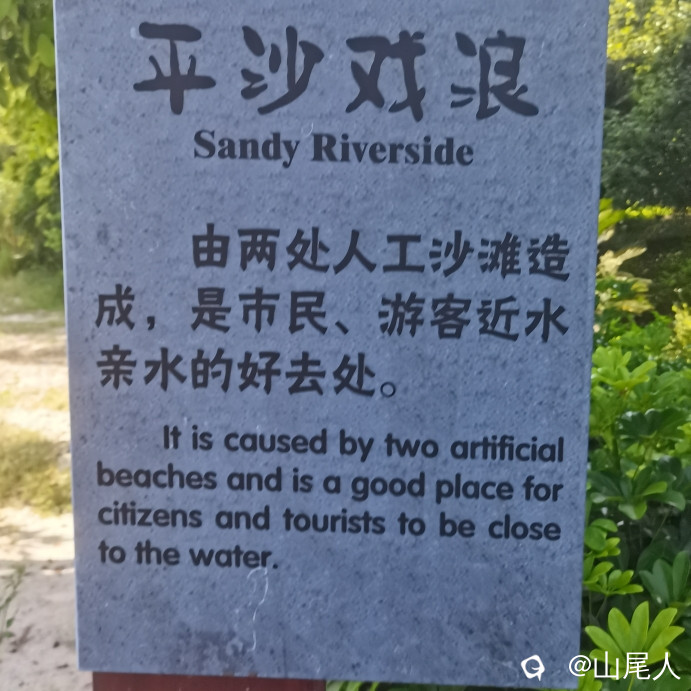 平沙戏浪
Sandy Riverside
由两处人工沙滩造
成，是市民、游客近水
亲水的好去处。
It is caused by two artificial
beaches and is a good place for
citizens and tourists to be close
to the water.
@山尾人